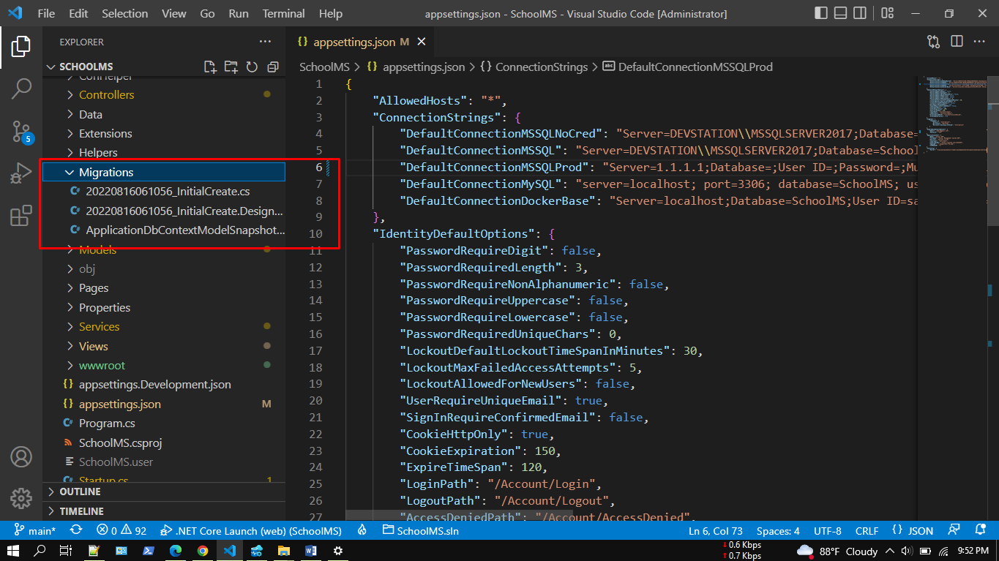 File Edit Selection View Go Run Terminal Help
appsettings.json - SchoolMS - Visual Studio Code [Administrator]
EXPLORER
SCHOOLMS
ConHelper
Controllers
Data
Extensions
Helpers
Migrations
20220816061056_InitialCreate.cs
20220816061056_InitialCreate.Design...
ApplicationDbContextModelSnapshot...
Models
obj
Pages
Properties
Services
Views
wwwroot
{} appsettings.Development.json
{} appsettings.json M
C# Program.cs
SchoolMS.csproj
SchoolMS.user
C# Startup.cs 1
OUTLINE
TIMELINE
5
{} appsettings.json M
SchoolMS > {} appsettings.json > {} ConnectionStrings > abc DefaultConnectionMSSQLProd
1 {
2 "AllowedHosts": "*",
3 "ConnectionStrings": {
4 "DefaultConnectionMSSQLNoCred": "Server=DEVSTATION\\MSSQLSERVER2017;Database=
5 "DefaultConnectionMSSQL": "Server=DEVSTATION\\MSSQLSERVER2017;Database=School
6 "DefaultConnectionMSSQLProd": "Server=1.1.1.1;Database=;User ID=;Password=;Mu
7 "DefaultConnectionMySQL": "server=localhost; port=3306; database=SchoolMS; us
8 "DefaultConnectionDockerBase": "Server=localhost;Database=SchoolMS;User ID=sa
9 },
10 "IdentityDefaultOptions": {
11 "PasswordRequireDigit": false,
12 "PasswordRequiredLength": 3,
13 "PasswordRequireNonAlphanumeric": false,
14 "PasswordRequireUppercase": false,
15 "PasswordRequireLowercase": false,
16 "PasswordRequiredUniqueChars": 0,
17 "LockoutDefaultLockoutTimeSpanInMinutes": 30,
18 "LockoutMaxFailedAccessAttempts": 5,
19 "LockoutAllowedForNewUsers": false,
20 "UserRequireUniqueEmail": true,
21 "SignInRequireConfirmedEmail": false,
22 "CookieHttpOnly": true,
23 "CookieExpiration": 150,
24 "ExpireTimeSpan": 120,
25 "LoginPath": "/Account/Login",
26 "LogoutPath": "/Account/Logout",
27 "AccessDeniedPath": "/Account/AccessDenied",
main* 0 92 .NET Core Launch (web) (SchoolMS) SchoolMS.sln Ln 6, Col 73 Spaces: 4 UTF-8 CRLF {} JSON
0.6 Kbps
0.7 Kbps
88°F Cloudy 9:52 PM